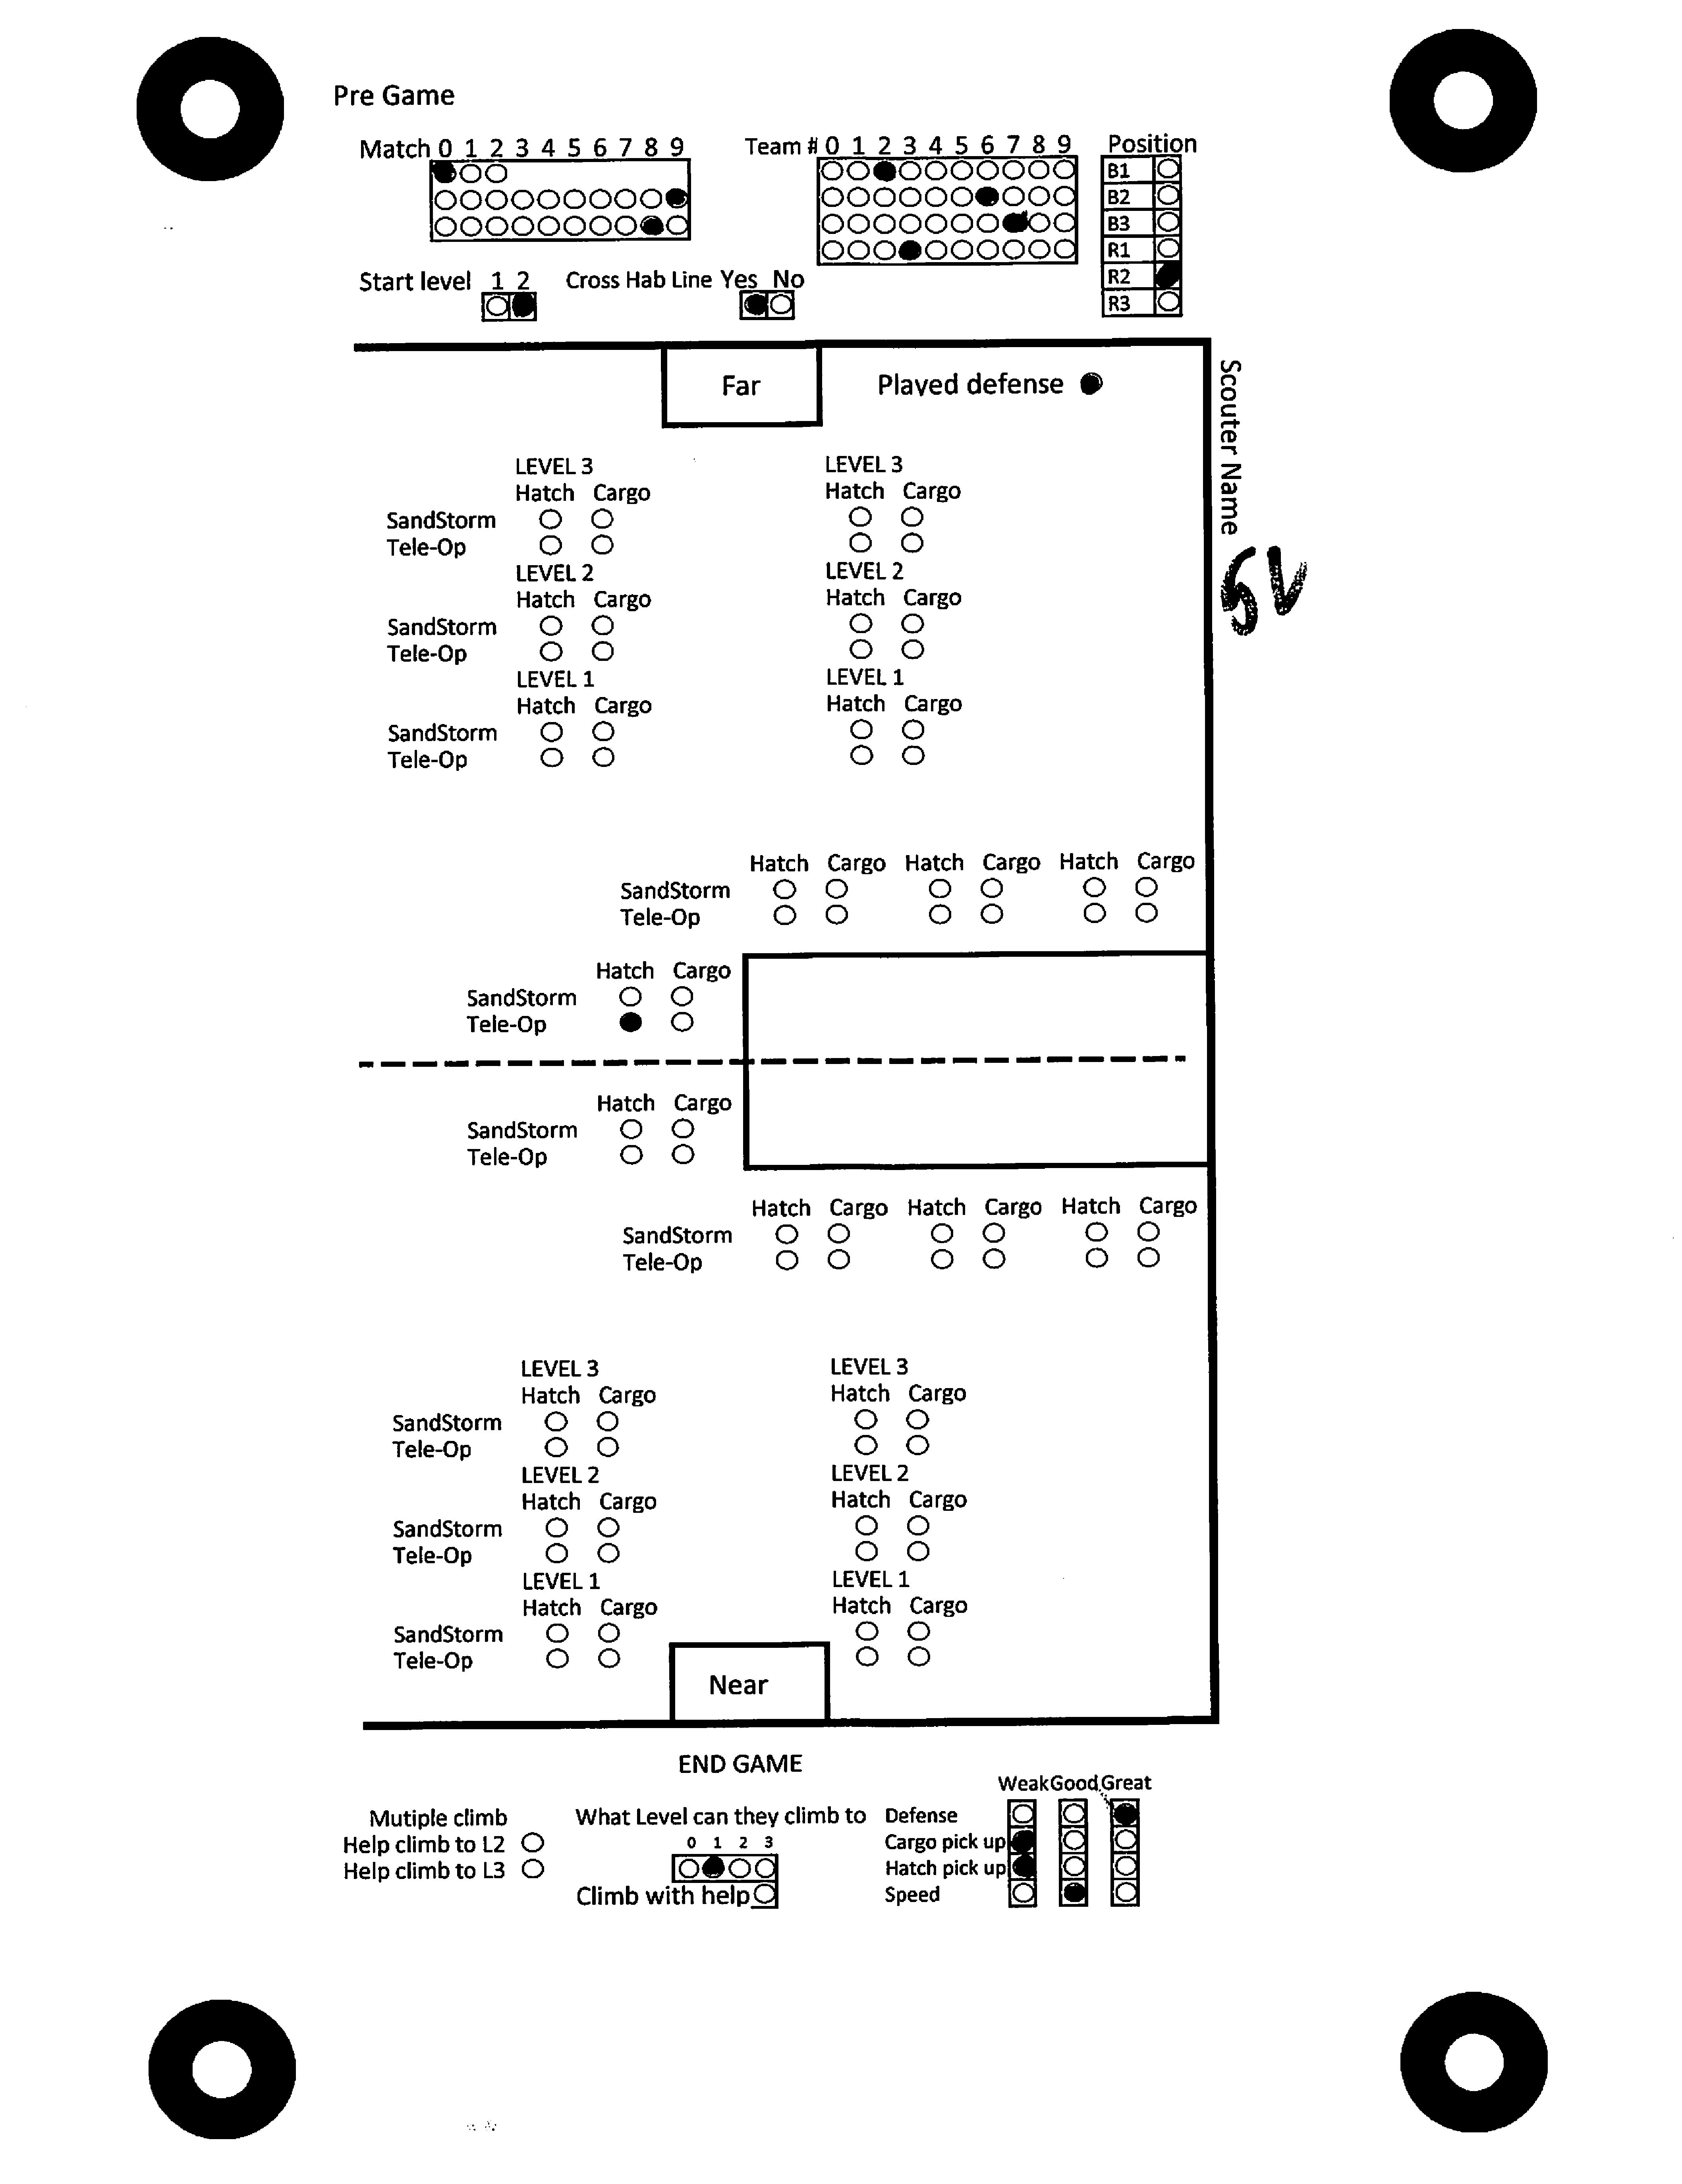 Pre Game
Match 0 1 2 3 4 5 6 7 8 9
Team # 0 1 2 3 4 5 6 7 8 9
Position
B1
B2
B3
R1
R2
R3
Start level 1 2
Cross Hab Line Yes No
Far
Played defense
Scouter Name
SV
LEVEL 3 LEVEL 3
Hatch Cargo Hatch Cargo
SandStorm
Tele-Op
LEVEL 2 LEVEL 2
Hatch Cargo Hatch Cargo
SandStorm
Tele-Op
LEVEL 1 LEVEL 1
Hatch Cargo Hatch Cargo
SandStorm
Tele-Op
Hatch Cargo Hatch Cargo Hatch Cargo
SandStorm
Tele-Op
Hatch Cargo
SandStorm
Tele-Op
Hatch Cargo
SandStorm
Tele-Op
Hatch Cargo Hatch Cargo Hatch Cargo
SandStorm
Tele-Op
LEVEL 3 LEVEL 3
Hatch Cargo Hatch Cargo
SandStorm
Tele-Op
LEVEL 2 LEVEL 2
Hatch Cargo Hatch Cargo
SandStorm
Tele-Op
LEVEL 1 LEVEL 1
Hatch Cargo Hatch Cargo
SandStorm
Tele-Op
Near
END GAME
Mutiple climb
Help climb to L2
Help climb to L3
What Level can they climb to
0 1 2 3
Climb with help
Weak Good Great
Defense
Cargo pick up
Hatch pick up
Speed